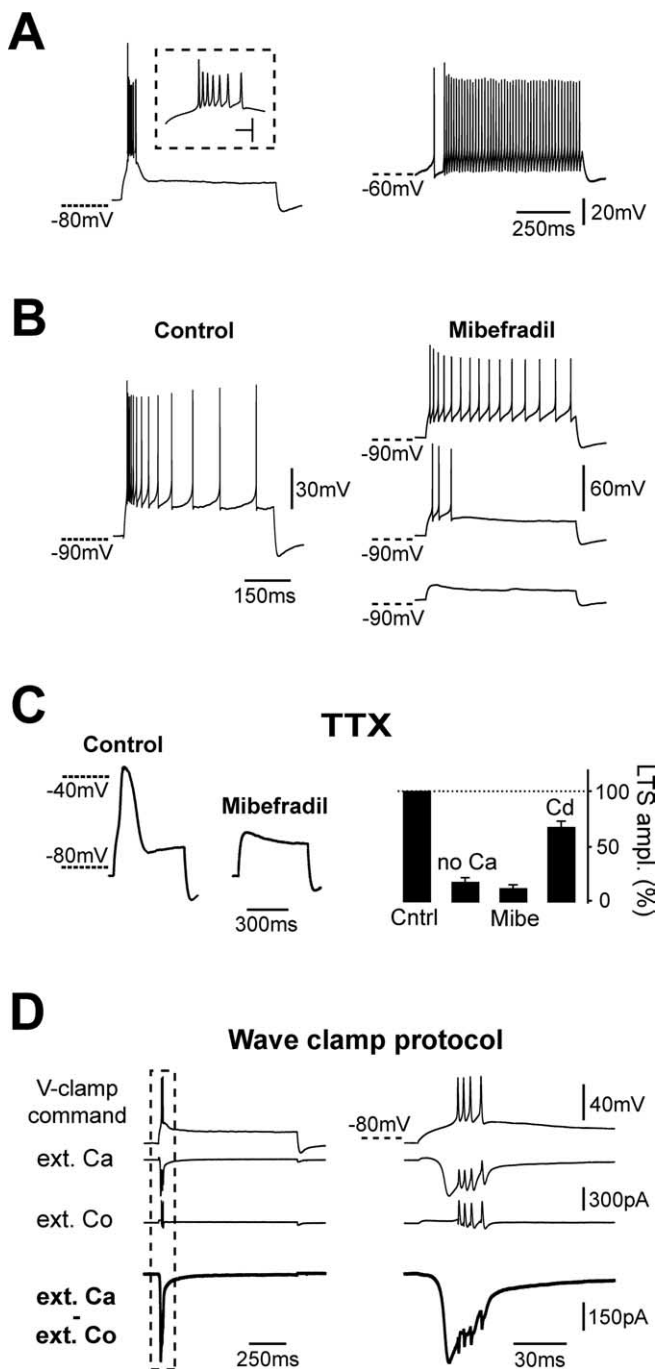 A
-80mV
-60mV
250ms
20mV
B
Control
Mibefradil
-90mV
30mV
150ms
-90mV
60mV
-90mV
-90mV
C
TTX
Control
-40mV
-80mV
Mibefradil
300ms
no Ca
Cd
Cntrl
Mibe
100
50
0
LTS ampl. (%)
D
Wave clamp protocol
V-clamp
command
-80mV
40mV
ext. Ca
300pA
ext. Co
ext. Ca
-
ext. Co
150pA
250ms
30ms